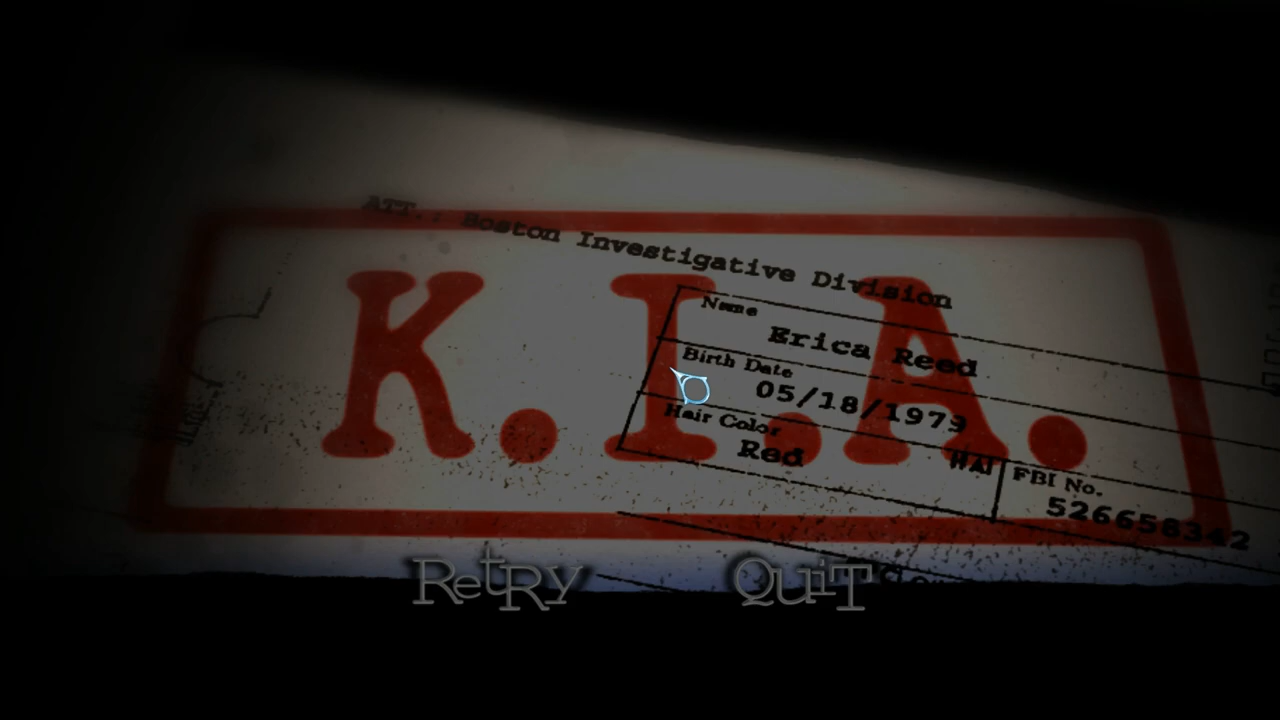 ATT.: Boston Investigative Division
K.I.A.
Name
Erica Reed
Birth Date
05/18/1973
Hair Color
Red
HAI
FBI No.
526658342
RetRy
QuiT